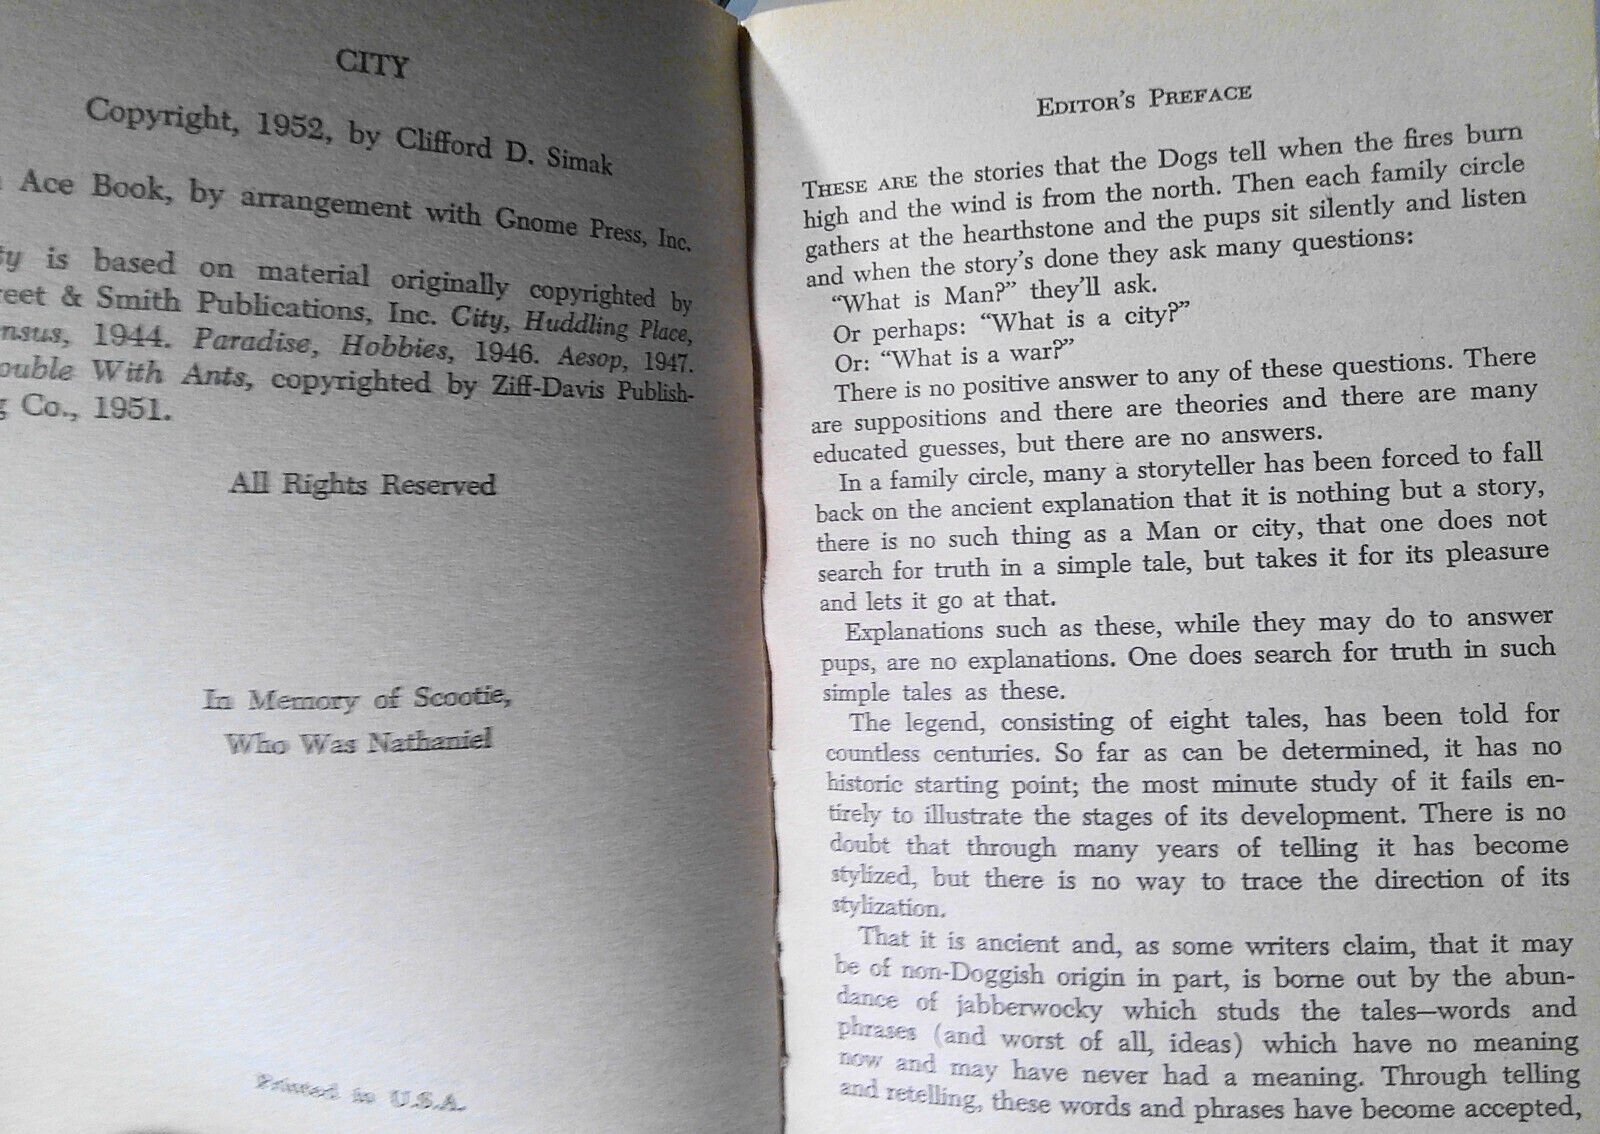 CITY
Copyright, 1952, by Clifford D. Simak
Ace Book, by arrangement with Gnome Press, Inc.
ty is based on material originally copyrighted by
reet & Smith Publications, Inc. City, Huddling Place,
nsus, 1944. Paradise, Hobbies, 1946. Aesop, 1947.
ouble With Ants, copyrighted by Ziff-Davis Publish-
g Co., 1951.
All Rights Reserved
In Memory of Scootie,
Who Was Nathaniel
Printed in U.S.A.
EDITOR'S PREFACE
THESE ARE the stories that the Dogs tell when the fires burn
high and the wind is from the north. Then each family circle
gathers at the hearthstone and the pups sit silently and listen
and when the story's done they ask many questions:
"What is Man?" they'll ask.
Or perhaps: "What is a city?"
Or: "What is a war?"
There is no positive answer to any of these questions. There
are suppositions and there are theories and there are many
educated guesses, but there are no answers.
In a family circle, many a storyteller has been forced to fall
back on the ancient explanation that it is nothing but a story,
there is no such thing as a Man or city, that one does not
search for truth in a simple tale, but takes it for its pleasure
and lets it go at that.
Explanations such as these, while they may do to answer
pups, are no explanations. One does search for truth in such
simple tales as these.
The legend, consisting of eight tales, has been told for
countless centuries. So far as can be determined, it has no
historic starting point; the most minute study of it fails en-
tirely to illustrate the stages of its development. There is no
doubt that through many years of telling it has become
stylized, but there is no way to trace the direction of its
stylization.
That it is ancient and, as some writers claim, that it may
be of non-Doggish origin in part, is borne out by the abun-
dance of jabberwocky which studs the tales—words and
phrases (and worst of all, ideas) which have no meaning
now and may have never had a meaning. Through telling
and retelling, these words and phrases have become accepted,